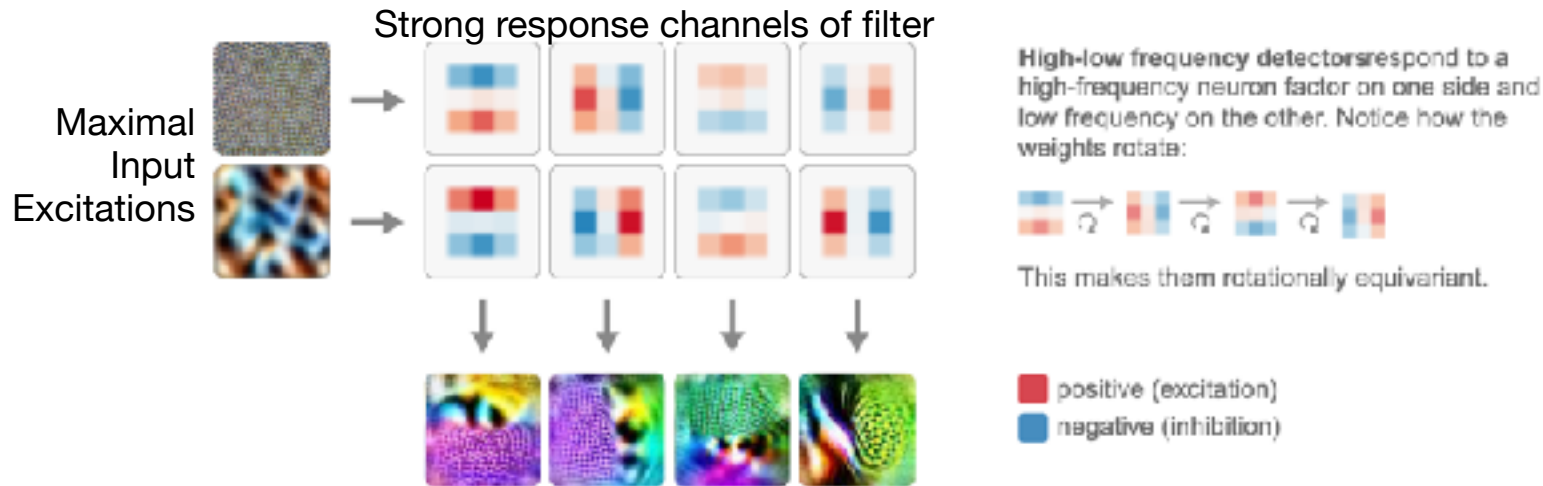 Strong response channels of filter
Maximal
Input
Excitations
High-low frequency detectorsrespond to a
high-frequency neuron factor on one side and
low frequency on the other. Notice how the
weights rotate:
This makes them rotationally equivariant.
positive (excitation)
negative (inhibition)